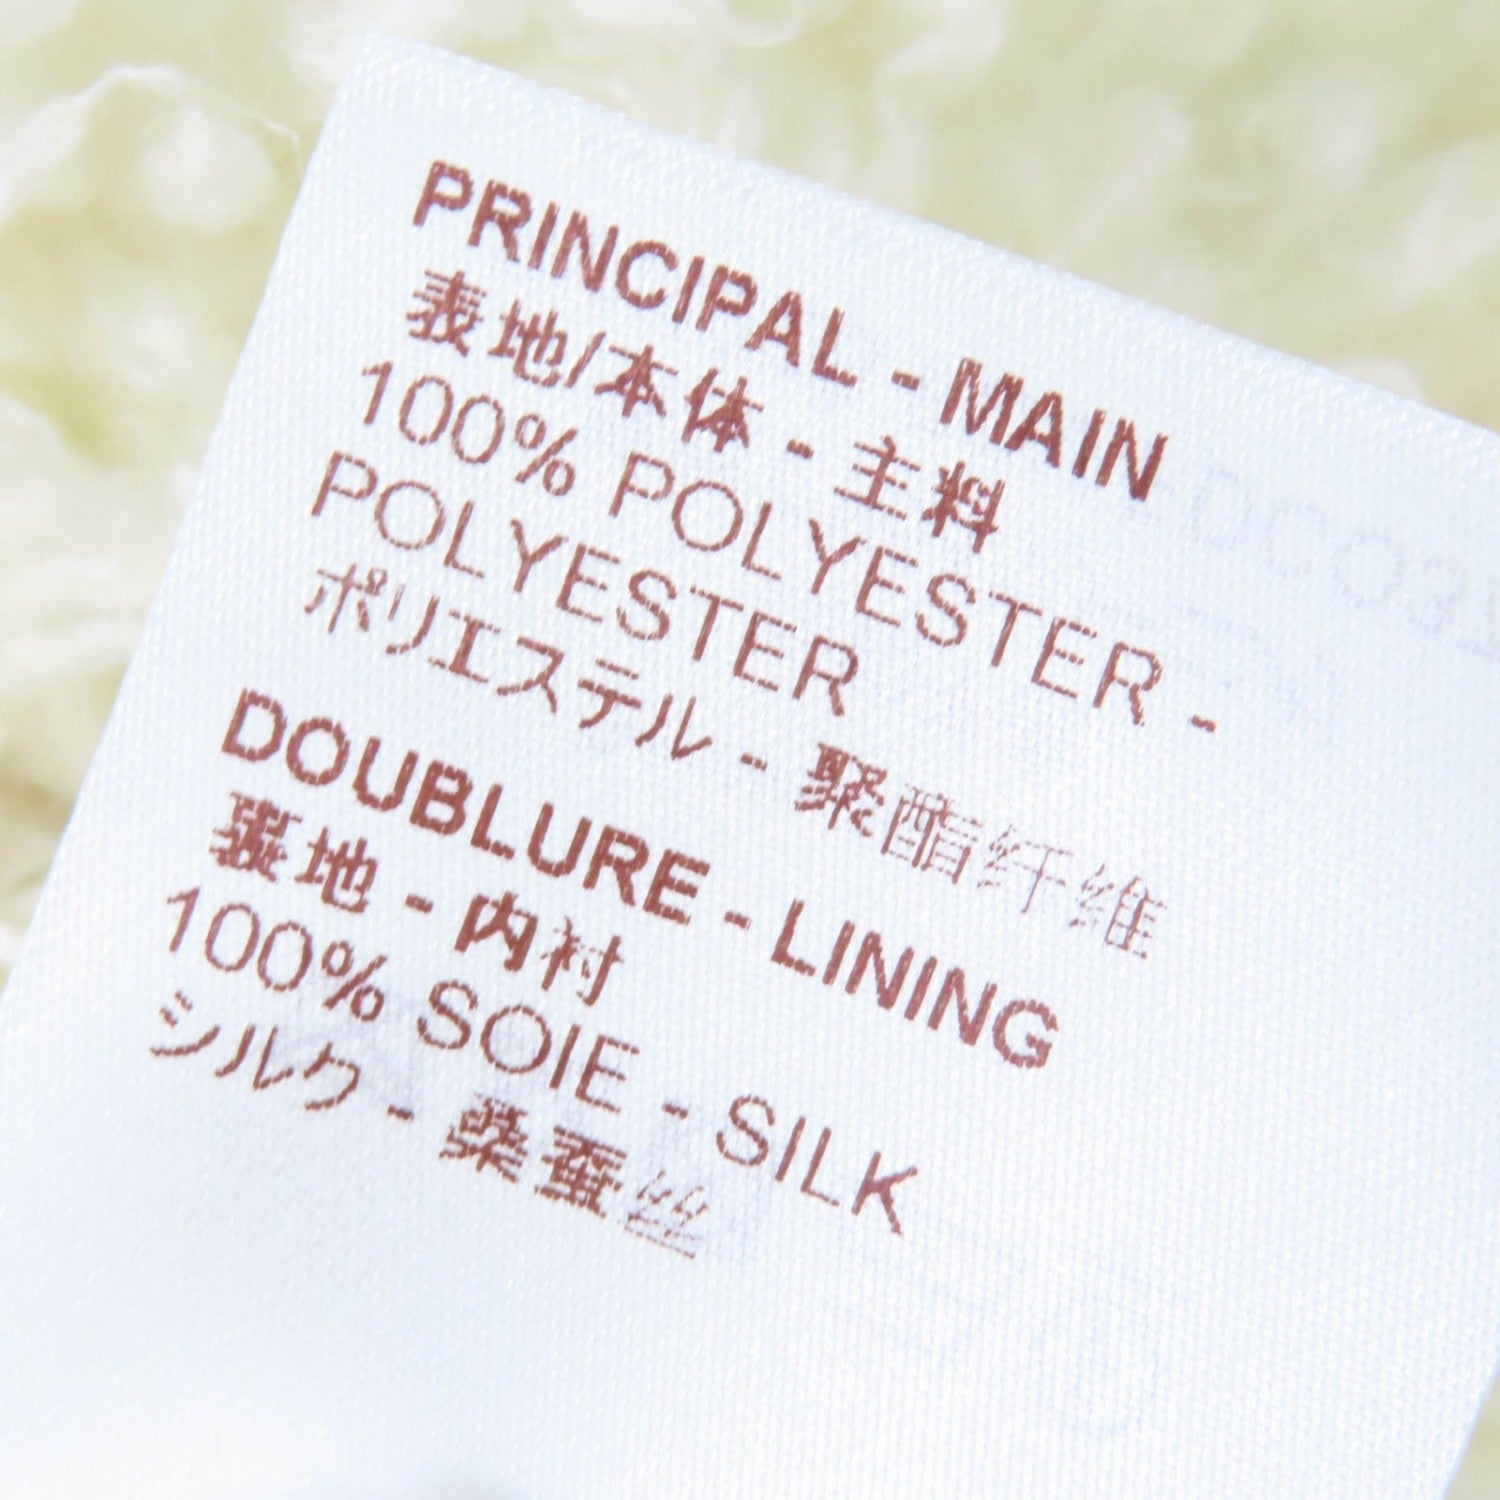 PRINCIPAL - MAIN
表地/本体 - 主料
100% POLYESTER -
POLYESTER
ポリエステル - 聚酯纤维
DOUBLURE - LINING
裏地 - 内衬
100% SOIE - SILK
シルク - 桑蚕丝